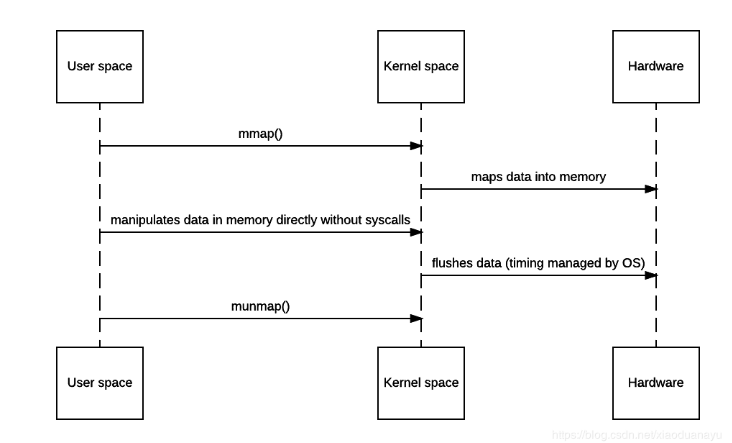 User space
Kernel space
Hardware
mmap()
maps data into memory
manipulates data in memory directly without syscalls
flushes data (timing managed by OS)
munmap()
User space
Kernel space
Hardware
https://blog.csdn.net/xiaoduanayu